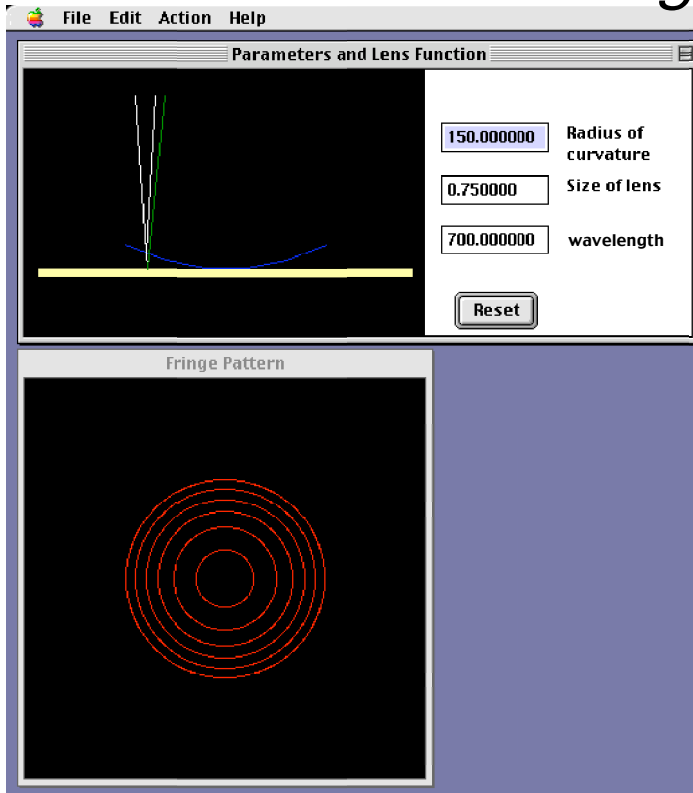 File Edit Action Help
Parameters and Lens Function
150.000000 Radius of
curvature
0.750000 Size of lens
700.000000 wavelength
Reset
Fringe Pattern